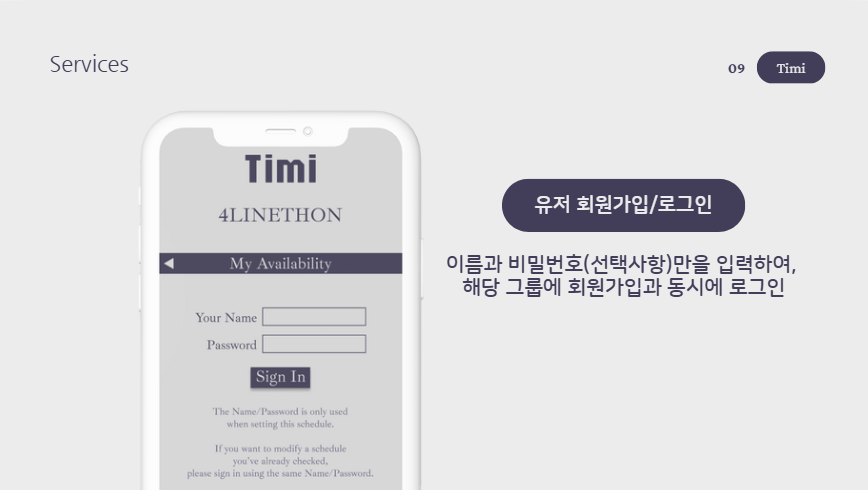 Services
09
Timi
Timi
4LINETHON
My Availability
Your Name
Password
Sign In
The Name/Password is only used
when setting this schedule.
If you want to modify a schedule
you've already checked,
please sign in using the same Name/Password.
유저 회원가입/로그인
이름과 비밀번호(선택사항)만을 입력하여,
해당 그룹에 회원가입과 동시에 로그인